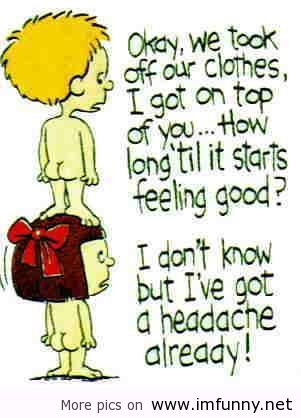 Okay, we took
off our clothes,
I got on top
of you... How
long 'til it starts
feeling good?
I don't know
but I've got
a headache
already!
More pics on www.imfunny.net